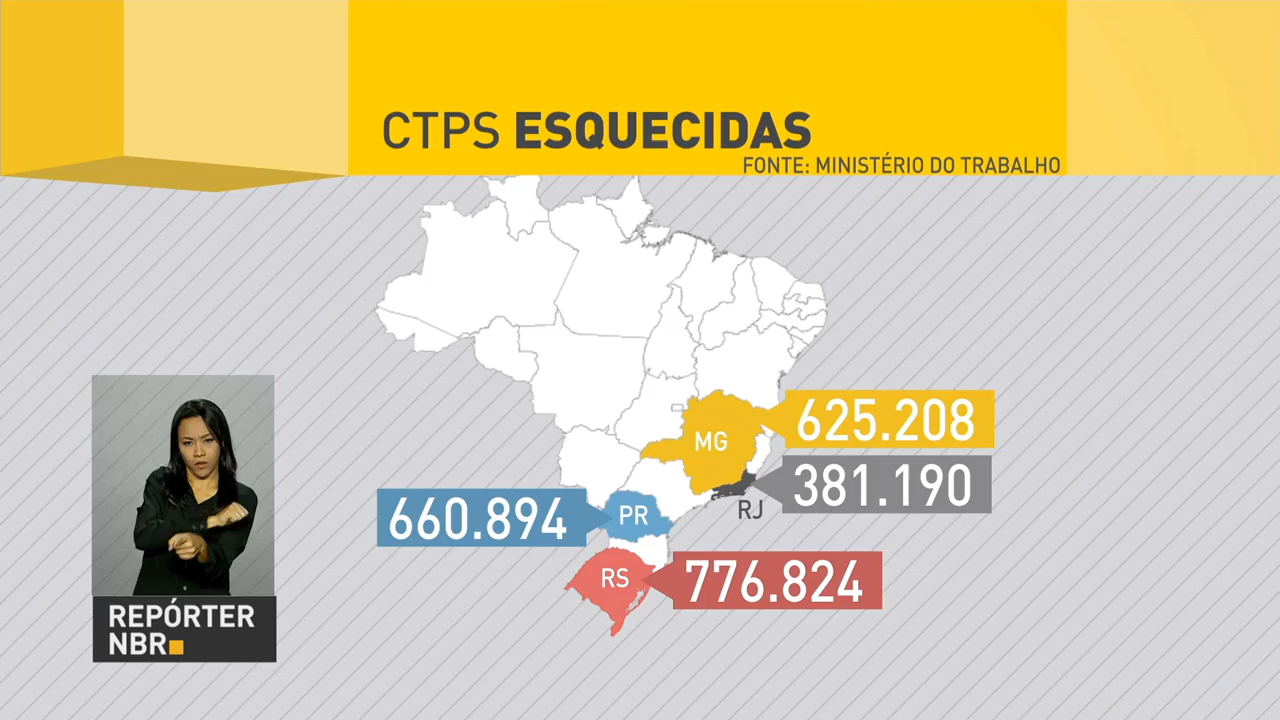 CTPS ESQUECIDAS
FONTE: MINISTÉRIO DO TRABALHO
MG
625.208
381.190
RJ
660.894
PR
RS
776.824
REPÓRTER
NBR